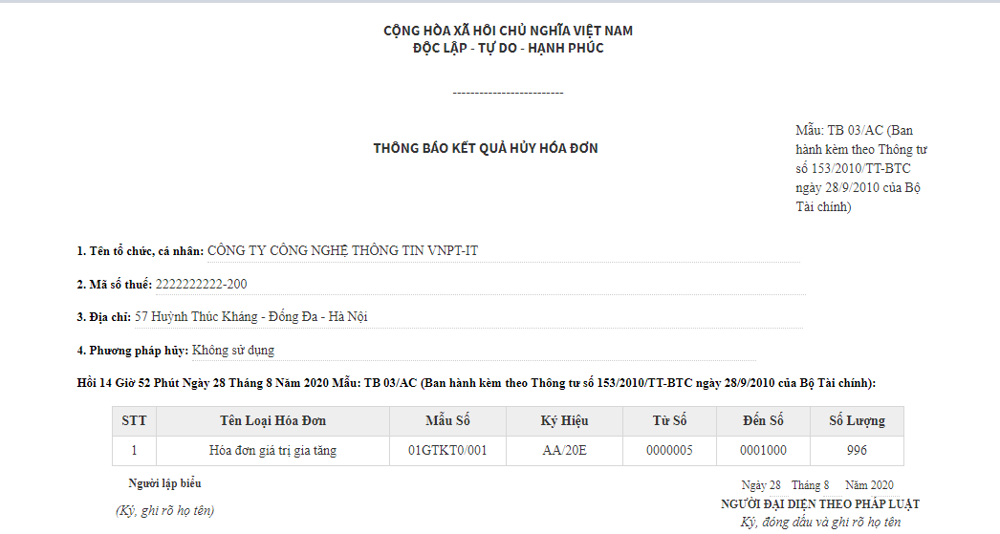 CỘNG HÒA XÃ HÔI CHỦ NGHĨA VIỆT NAM
ĐỘC LẬP - TỰ DO - HẠNH PHÚC
-------------------------
THÔNG BÁO KẾT QUẢ HỦY HÓA ĐƠN
Mẫu: TB 03/AC (Ban
hành kèm theo Thông tư
số 153/2010/TT-BTC
ngày 28/9/2010 của Bộ
Tài chính)
1. Tên tổ chức, cá nhân: CÔNG TY CÔNG NGHỆ THÔNG TIN VNPT-IT
2. Mã số thuế: 2222222222-200
3. Địa chỉ: 57 Huỳnh Thúc Kháng - Đống Đa - Hà Nội
4. Phương pháp hủy: Không sử dụng
Hồi 14 Giờ 52 Phút Ngày 28 Tháng 8 Năm 2020 Mẫu: TB 03/AC (Ban hành kèm theo Thông tư số 153/2010/TT-BTC ngày 28/9/2010 của Bộ Tài chính):
STT Tên Loại Hóa Đơn Mẫu Số Ký Hiệu Từ Số Đến Số Số Lượng
1 Hóa đơn giá trị gia tăng 01GTKT0/001 AA/20E 0000005 0001000 996
Người lập biểu
(Ký, ghi rõ họ tên)
Ngày 28 Tháng 8 Năm 2020
NGƯỜI ĐẠI DIỆN THEO PHÁP LUẬT
Ký, đóng dấu và ghi rõ họ tên